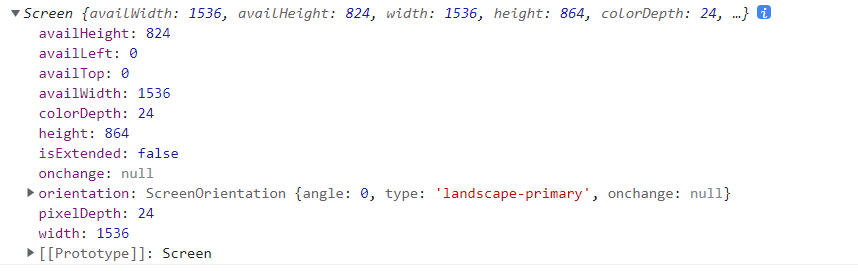 Screen {availWidth: 1536, availHeight: 824, width: 1536, height: 864, colorDepth: 24, …} i
availHeight: 824
availLeft: 0
availTop: 0
availWidth: 1536
colorDepth: 24
height: 864
isExtended: false
onchange: null
orientation: ScreenOrientation {angle: 0, type: 'landscape-primary', onchange: null}
pixelDepth: 24
width: 1536
[[Prototype]]: Screen